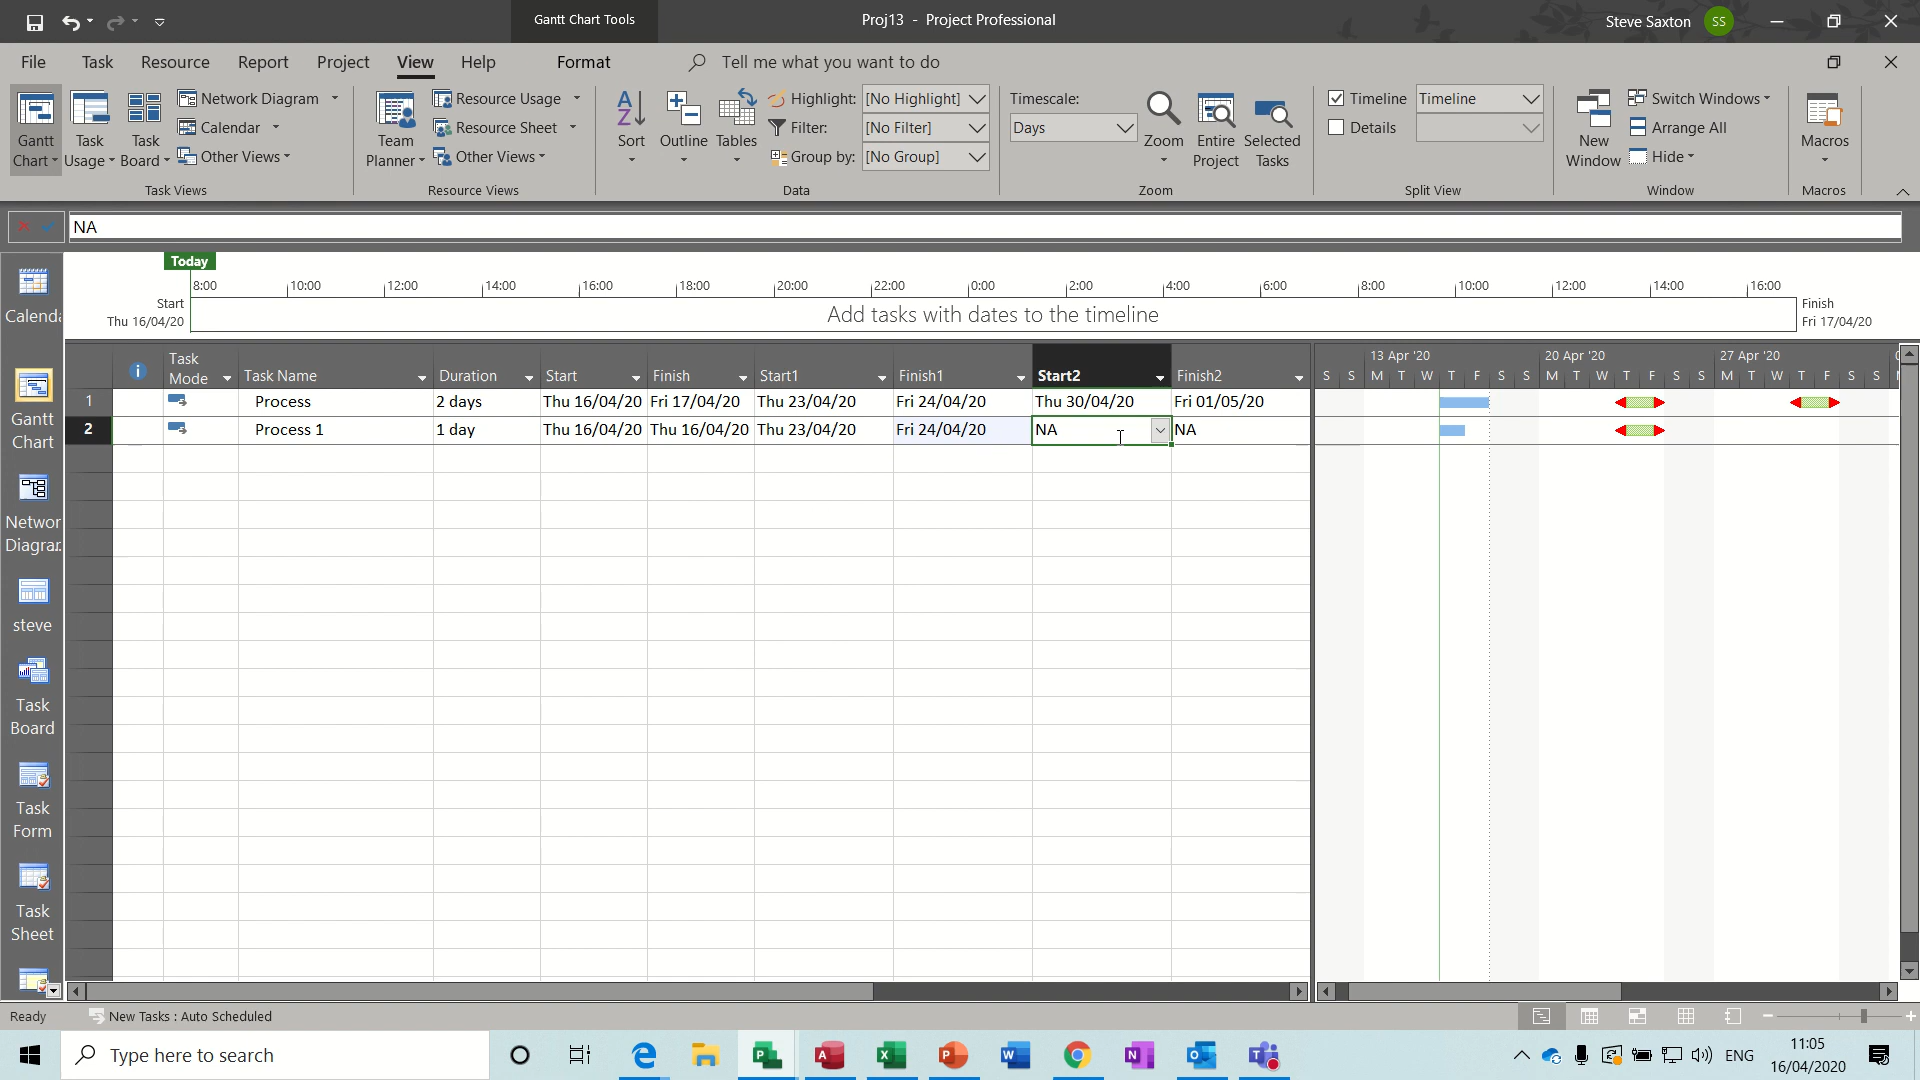 Gantt Chart Tools
Proj13 - Project Professional
Steve Saxton
SS
File
Task
Resource
Report
Project
View
Help
Format
Tell me what you want to do
Gantt
Chart
Task
Usage
Task
Board
Network Diagram
Calendar
Other Views
Task Views
Team
Planner
Resource Usage
Resource Sheet
Other Views
Resource Views
Sort
Outline
Tables
Highlight: [No Highlight]
Filter: [No Filter]
Group by: [No Group]
Data
Timescale:
Days
Zoom
Entire
Project
Selected
Tasks
Zoom
Timeline
Timeline
Details
Split View
New
Window
Switch Windows
Arrange All
Hide
Window
Macros
Macros
NA
Today
8:00 10:00 12:00 14:00 16:00 18:00 20:00 22:00 0:00 2:00 4:00 6:00 8:00 10:00 12:00 14:00 16:00
Start
Thu 16/04/20
Add tasks with dates to the timeline
Finish
Fri 17/04/20
Calenda
Gantt
Chart
Networ
Diagrar
steve
Task
Board
Task
Form
Task
Sheet
Task
Mode
Task Name
Duration
Start
Finish
Start1
Finish1
Start2
Finish2
1 Process 2 days Thu 16/04/20 Fri 17/04/20 Thu 23/04/20 Fri 24/04/20 Thu 30/04/20 Fri 01/05/20
2 Process 1 1 day Thu 16/04/20 Thu 16/04/20 Thu 23/04/20 Fri 24/04/20 NA NA
13 Apr '20 20 Apr '20 27 Apr '20
S S M T W T F S S M T W T F S S M T W T F S S
Ready
New Tasks : Auto Scheduled
Type here to search
ENG
11:05
16/04/2020